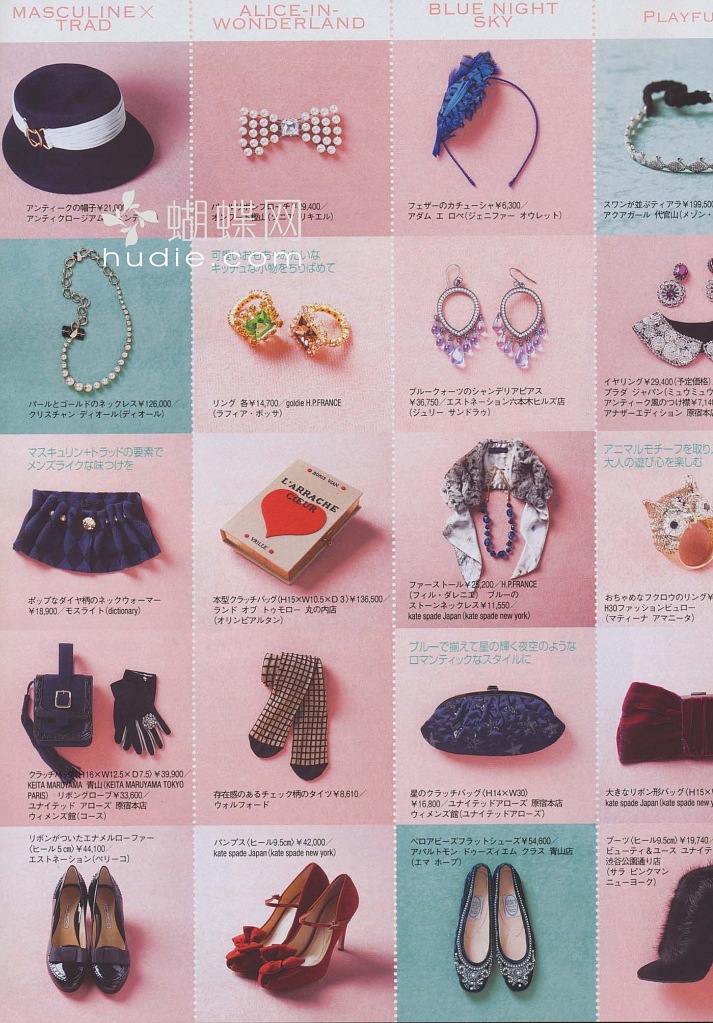 MASCULINE×
TRAD
アンティークの帽子￥21,000
アンティクロージアム
パールとゴールドのネックレス￥126,000／
クリスチャン ディオール(ディオール)
マスキュリン+トラッドの要素で
メンズライクな味つけを
ポップなダイヤ柄のネックウォーマー
￥18,900／モスライト(dictionary)
クラッチバッグ(H16×W12.5×D7.5)￥39,900／
KEITA MARUYAMA 青山(KEITA MARUYAMA TOKYO
PARIS) リボングローブ￥33,600／
ユナイテッド アローズ 原宿本店
ウィメンズ館(コース)
リボンがついたエナメルローファー
〈ヒール5cm〉￥44,100／
エストネーション(ペリーコ)
ALICE-IN-
WONDERLAND
蝴蝶网
hudie.com
キッチュな小物をちりばめて
リング 各￥14,700／goldie H.P.FRANCE
(ラフィア・ボッサ)
BORIS VIAN
L'ARRACHE
CŒUR
VRILLE
本型クラッチバッグ(H15×W10.5×D3)￥136,500／
ランド オブ トゥモロー 丸の内店
(オリンピアルタン)
存在感のあるチェック柄のタイツ￥8,610／
ウォルフォード
パンプス〈ヒール9.5cm〉￥42,000／
kate spade Japan(kate spade new york)
BLUE NIGHT
SKY
フェザーのカチューシャ￥6,300／
アダム エ ロペ(ジェニファー オウレット)
ブルークォーツのシャンデリアピアス
￥36,750／エストネーション六本木ヒルズ店
(ジュリー サンドラゥ)
ファーストール￥25,200／H.P.FRANCE
(フィル・ダレニエ) ブルーの
ストーンネックレス￥11,550／
kate spade Japan(kate spade new york)
ブルーで揃えて星の輝く夜空のような
ロマンティックなスタイルに
星のクラッチバッグ(H14×W30)
￥16,800／ユナイテッドアローズ 原宿本店
ウィメンズ館(ユナイテッドアローズ)
ベロアビーズフラットシューズ￥54,600／
アパルトモン ドゥーズィエム クラス 青山店
(エマ ホープ)
PLAYFU
スワンが並ぶティアラ￥199,50
アクアガール 代官山(メゾン・
イヤリング￥29,400(予定価格)
プラダ ジャパン(ミュウミュウ
アンティーク風のつけ襟￥7,14
アナザーエディション 原宿本
アニマルモチーフを取り
大人の遊び心を楽しむ
おちゃめなフクロウのリング￥
H30ファッションビュロー
(マティーナ アマニータ)
大きなリボン形バッグ(H15×W
kate spade Japan(kate spade new y
ブーツ〈ヒール9.5cm〉￥19,740
ビューティ&ユース ユナイテ
渋谷公園通り店
(サラ ピンクマン
ニューヨーク)